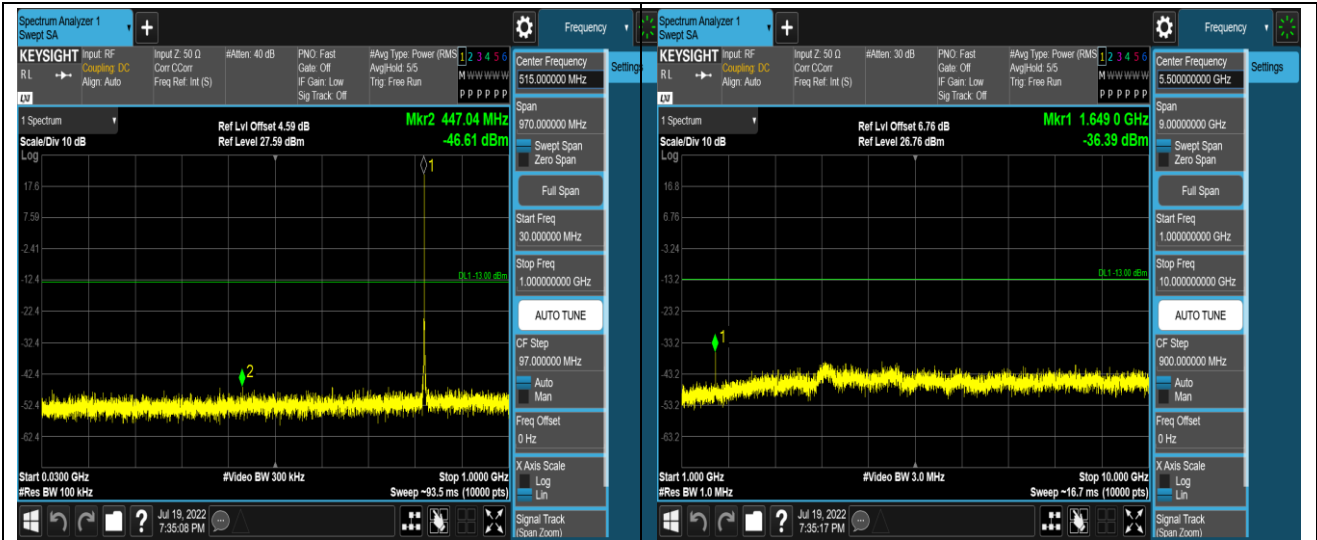 Spectrum Analyzer 1
Swept SA
+
Frequency
KEYSIGHT
Input: RF
Coupling: DC
Align: Auto
Input Z: 50 Ω
Corr CCorr
Freq Ref: Int (S)
#Atten: 40 dB
PNO: Fast
Gate: Off
IF Gain: Low
Sig Track: Off
#Avg Type: Power (RMS
Avg|Hold: 5/5
Trig: Free Run
1 2 3 4 5 6
M W W W W W
P P P P P P
RL
LXI
Center Frequency
515.000000 MHz
Settings
Span
970.000000 MHz
Swept Span
Zero Span
Full Span
Start Freq
30.000000 MHz
Stop Freq
1.000000000 GHz
AUTO TUNE
CF Step
97.000000 MHz
Auto
Man
Freq Offset
0 Hz
X Axis Scale
Log
Lin
Signal Track
(Span Zoom)
1 Spectrum
Scale/Div 10 dB
Log
Ref Lvl Offset 4.59 dB
Ref Level 27.59 dBm
Mkr2 447.04 MHz
-46.61 dBm
1
17.6
7.59
-2.41
-12.4
DL1 -13.00 dBm
-22.4
-32.4
-42.4
2
-52.4
-62.4
Start 0.0300 GHz
#Res BW 100 kHz
#Video BW 300 kHz
Stop 1.0000 GHz
Sweep ~93.5 ms (10000 pts)
?
Jul 19, 2022
7:35:08 PM
Spectrum Analyzer 1
Swept SA
+
Frequency
KEYSIGHT
Input: RF
Coupling: DC
Align: Auto
Input Z: 50 Ω
Corr CCorr
Freq Ref: Int (S)
#Atten: 30 dB
PNO: Fast
Gate: Off
IF Gain: Low
Sig Track: Off
#Avg Type: Power (RMS
Avg|Hold: 5/5
Trig: Free Run
1 2 3 4 5 6
M W W W W W
P P P P P P
RL
LXI
Center Frequency
5.500000000 GHz
Settings
Span
9.00000000 GHz
Swept Span
Zero Span
Full Span
Start Freq
1.000000000 GHz
Stop Freq
10.000000000 GHz
AUTO TUNE
CF Step
900.000000 MHz
Auto
Man
Freq Offset
0 Hz
X Axis Scale
Log
Lin
Signal Track
(Span Zoom)
1 Spectrum
Scale/Div 10 dB
Log
Ref Lvl Offset 6.76 dB
Ref Level 26.76 dBm
Mkr1 1.649 0 GHz
-36.39 dBm
16.8
6.76
-3.24
-13.2
DL1 -13.00 dBm
-23.2
-33.2
1
-43.2
-53.2
-63.2
Start 1.000 GHz
#Res BW 1.0 MHz
#Video BW 3.0 MHz
Stop 10.000 GHz
Sweep ~16.7 ms (10000 pts)
?
Jul 19, 2022
7:35:17 PM